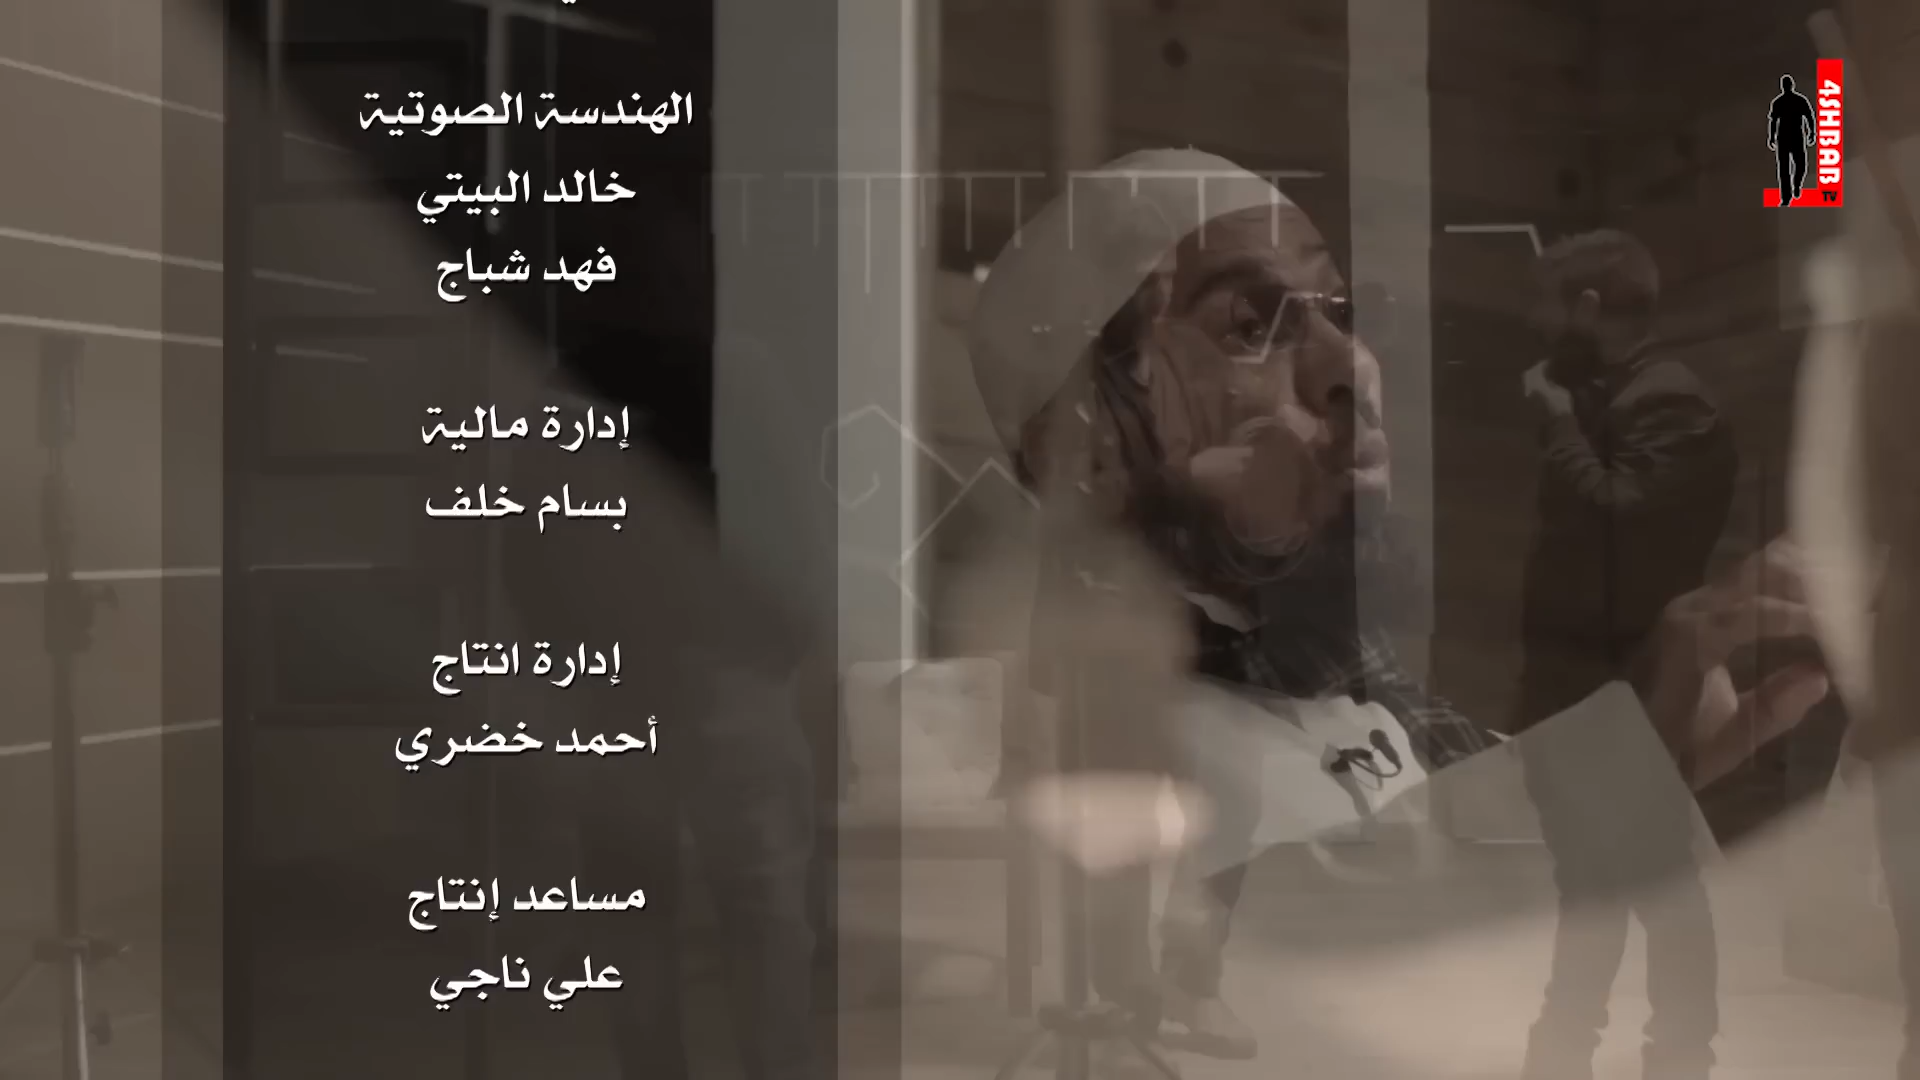 الهندسة الصوتية
خالد البيتي
فهد شباج
إدارة مالية
بسام خلف
إدارة انتاج
أحمد خضري
مساعد إنتاج
علي ناجي
4SHBAB
TV